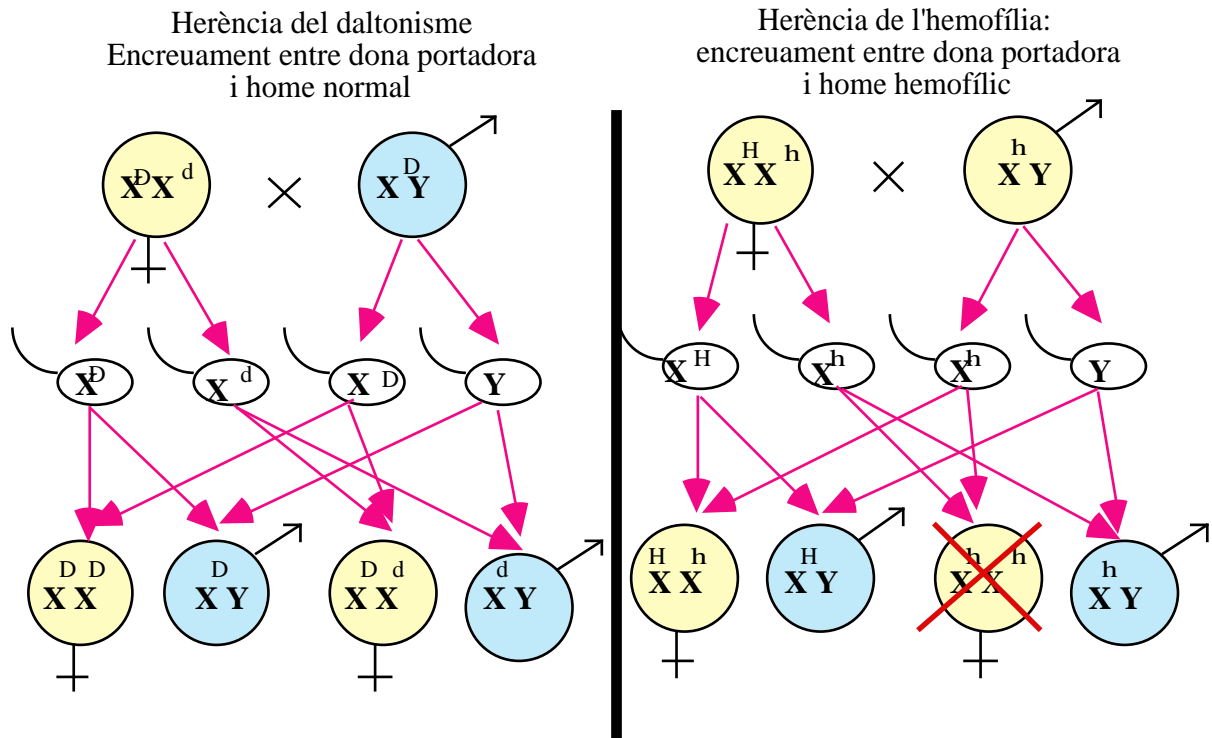 Herència del daltonisme
Encreuament entre dona portadora
i home normal
X^D X^d
X^D Y
X^D
X^d
X^D
Y
X^D X^D
X^D Y
X^D X^d
X^d Y
Herència de l'hemofília:
encreuament entre dona portadora
i home hemofílic
X^H X^h
X^h Y
X^H
X^h
X^h
Y
X^H X^h
X^H Y
X^h X^h
X^h Y